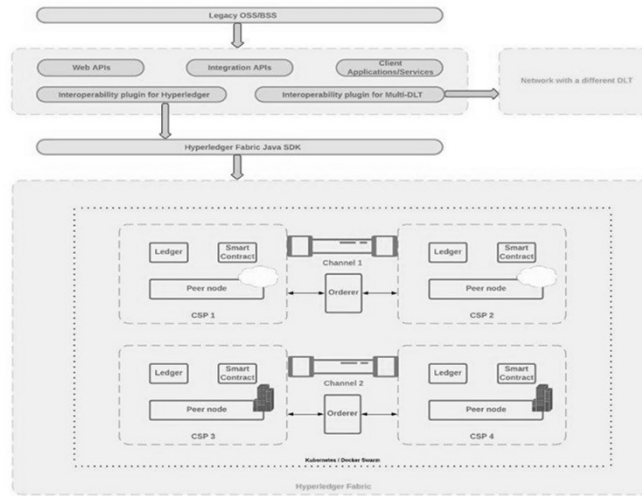 Legacy OSS/BSS
Web APIs
Integration APIs
Client
Applications/Services
Interoperability plugin for Hyperledger
Interoperability plugin for Multi-DLT
Network with a different DLT
Hyperledger Fabric Java SDK
Ledger
Smart
Contract
Peer node
CSP 1
Channel 1
Orderer
Ledger
Smart
Contract
Peer node
CSP 2
Ledger
Smart
Contract
Peer node
CSP 3
Channel 2
Orderer
Ledger
Smart
Contract
Peer node
CSP 4
Kubernetes / Docker Swarm
Hyperledger Fabric